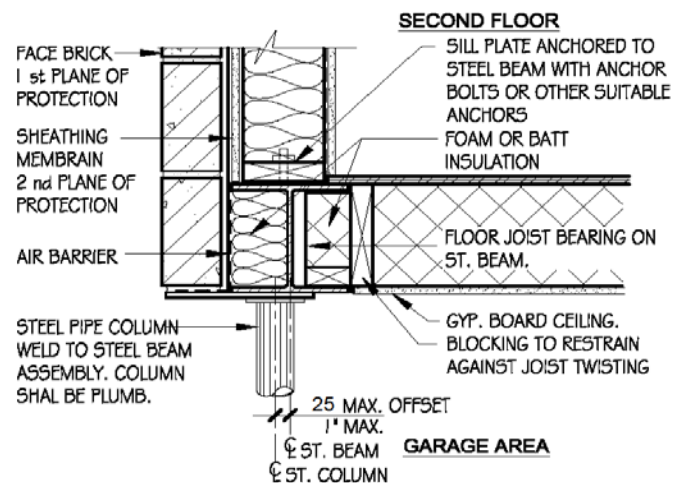 SECOND FLOOR
FACE BRICK
1 st PLANE OF
PROTECTION
SHEATHING
MEMBRAIN
2 nd PLANE OF
PROTECTION
AIR BARRIER
STEEL PIPE COLUMN
WELD TO STEEL BEAM
ASSEMBLY. COLUMN
SHAL BE PLUMB.
SILL PLATE ANCHORED TO
STEEL BEAM WITH ANCHOR
BOLTS OR OTHER SUITABLE
ANCHORS
FOAM OR BATT
INSULATION
FLOOR JOIST BEARING ON
ST. BEAM.
GYP. BOARD CEILING.
BLOCKING TO RESTRAIN
AGAINST JOIST TWISTING
25 MAX. OFFSET
1" MAX.
℄ ST. BEAM
℄ ST. COLUMN
GARAGE AREA